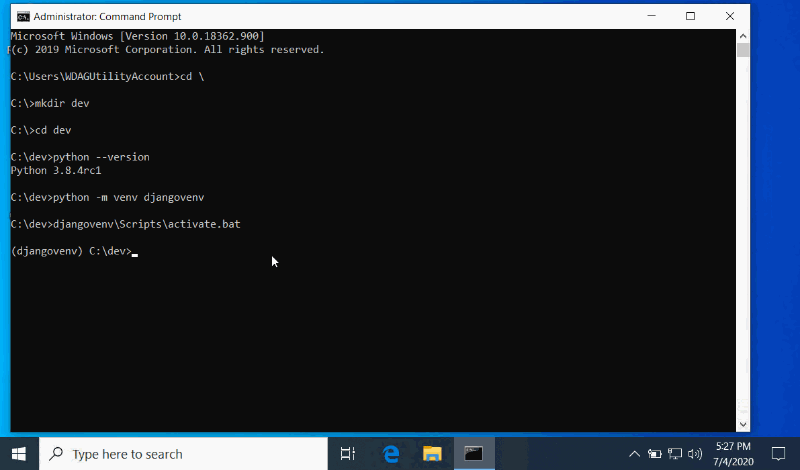 Administrator: Command Prompt
Microsoft Windows [Version 10.0.18362.900]
(c) 2019 Microsoft Corporation. All rights reserved.
C:\Users\WDAGUtilityAccount>cd \
C:\>mkdir dev
C:\>cd dev
C:\dev>python --version
Python 3.8.4rc1
C:\dev>python -m venv djangovenv
C:\dev>djangovenv\Scripts\activate.bat
(djangovenv) C:\dev>
Type here to search
5:27 PM
7/4/2020